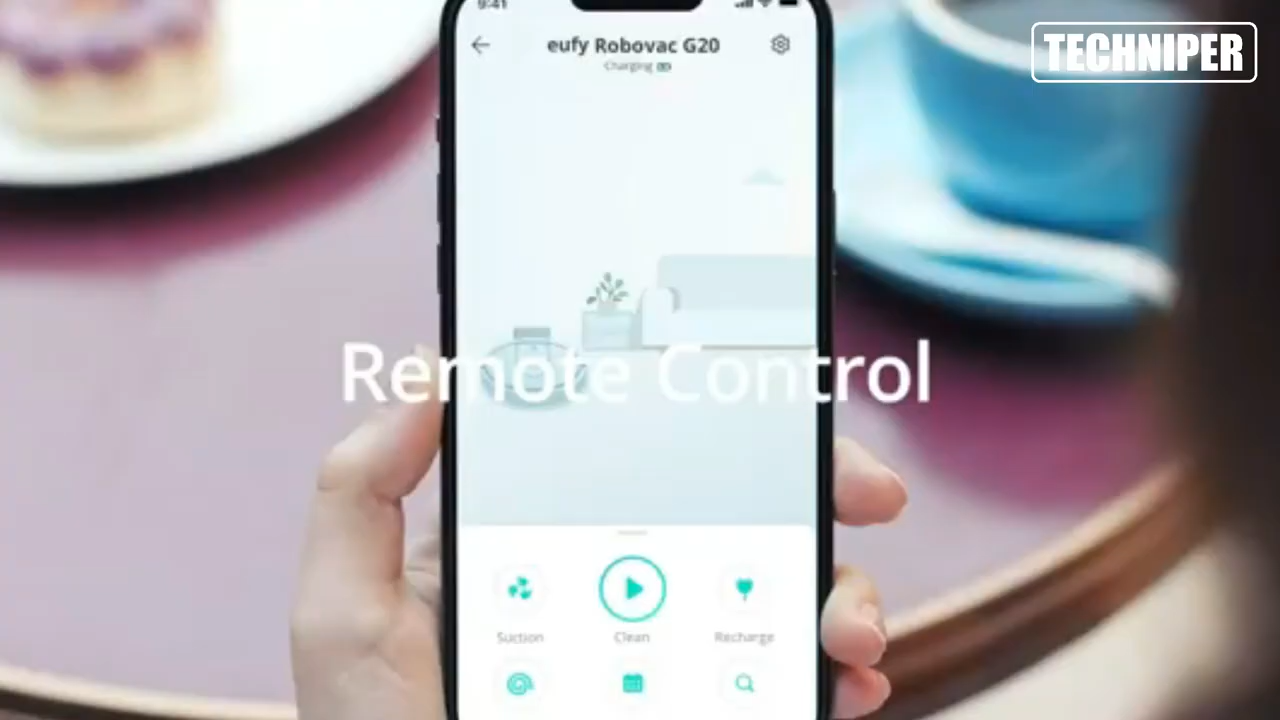 9:41
eufy Robovac G20
Charging
TECHNIPER
Remote Control
Suction
Clean
Recharge